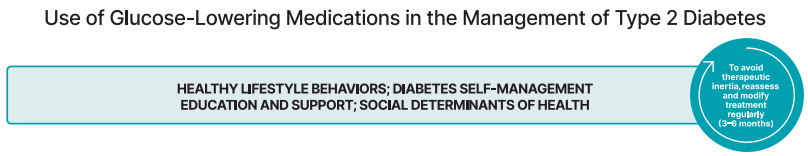 Use of Glucose-Lowering Medications in the Management of Type 2 Diabetes
HEALTHY LIFESTYLE BEHAVIORS; DIABETES SELF-MANAGEMENT
EDUCATION AND SUPPORT; SOCIAL DETERMINANTS OF HEALTH
To avoid
therapeutic
inertia, reassess
and modify
treatment
regularly
(3–6 months)